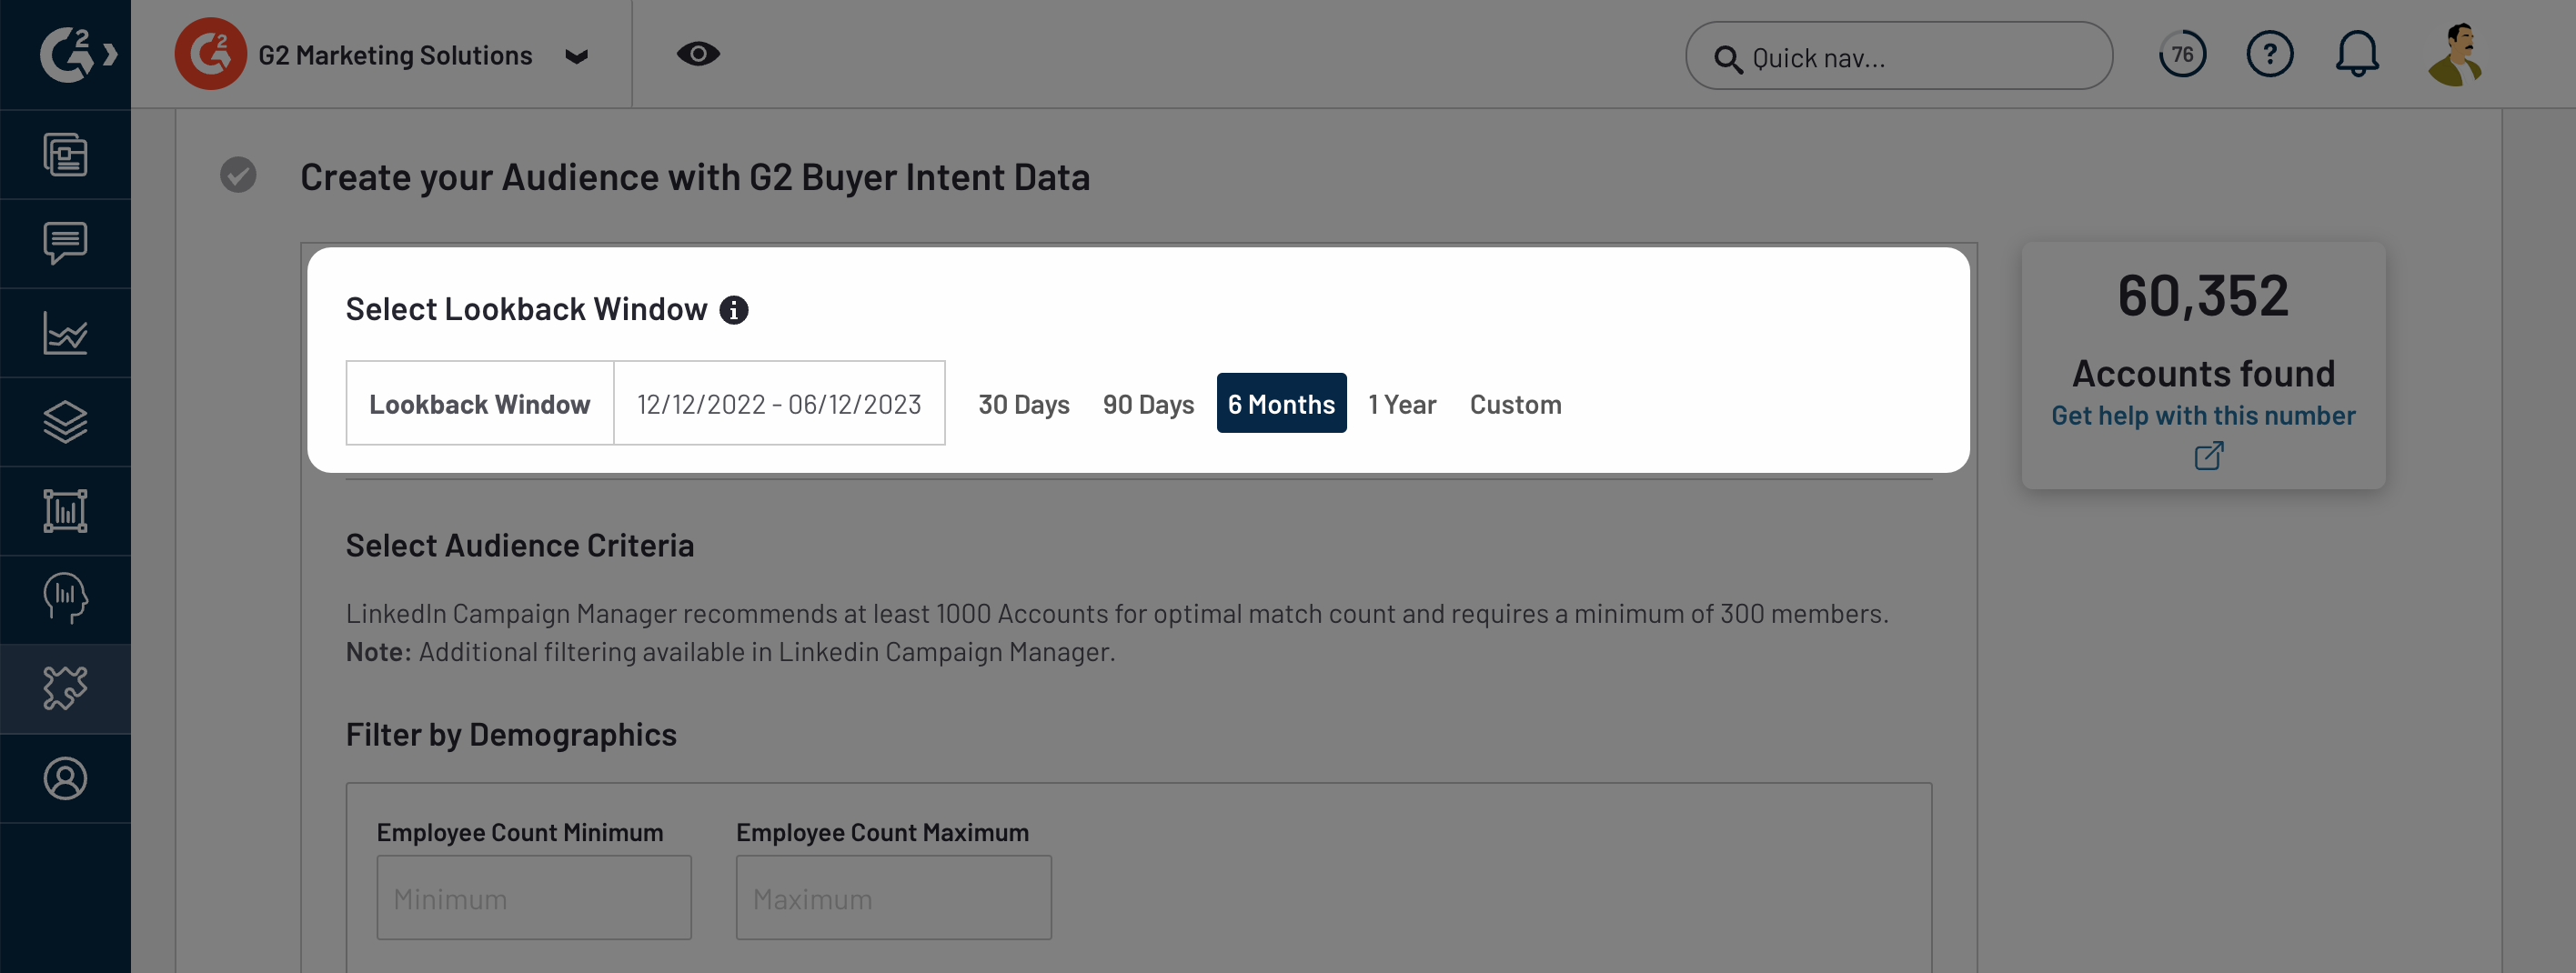 G2 Marketing Solutions
Quick nav...
76
?
Create your Audience with G2 Buyer Intent Data
Select Lookback Window
Lookback Window 12/12/2022 - 06/12/2023 30 Days 90 Days 6 Months 1 Year Custom
60,352
Accounts found
Get help with this number
Select Audience Criteria
LinkedIn Campaign Manager recommends at least 1000 Accounts for optimal match count and requires a minimum of 300 members.
Note: Additional filtering available in Linkedin Campaign Manager.
Filter by Demographics
Employee Count Minimum Employee Count Maximum
Minimum Maximum